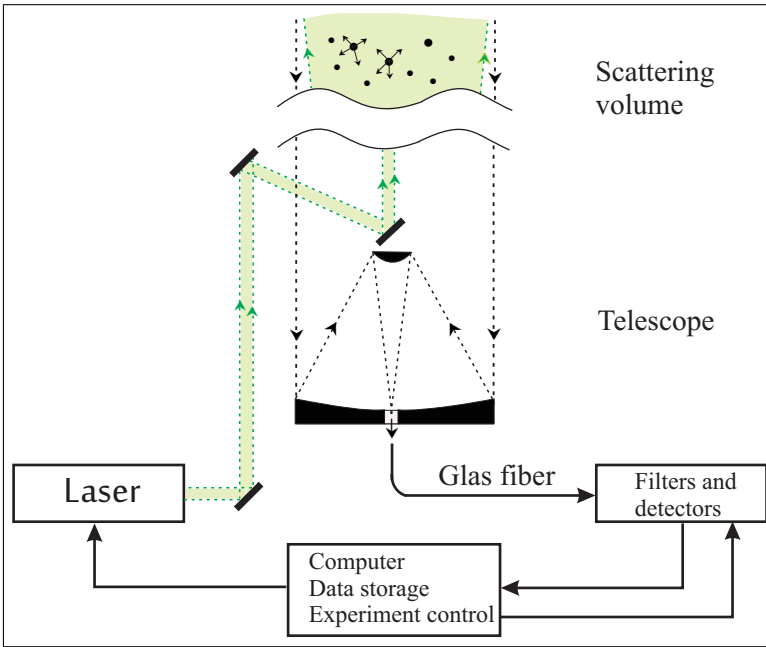 Scattering
volume
Telescope
Laser
Glas fiber
Filters and
detectors
Computer
Data storage
Experiment control